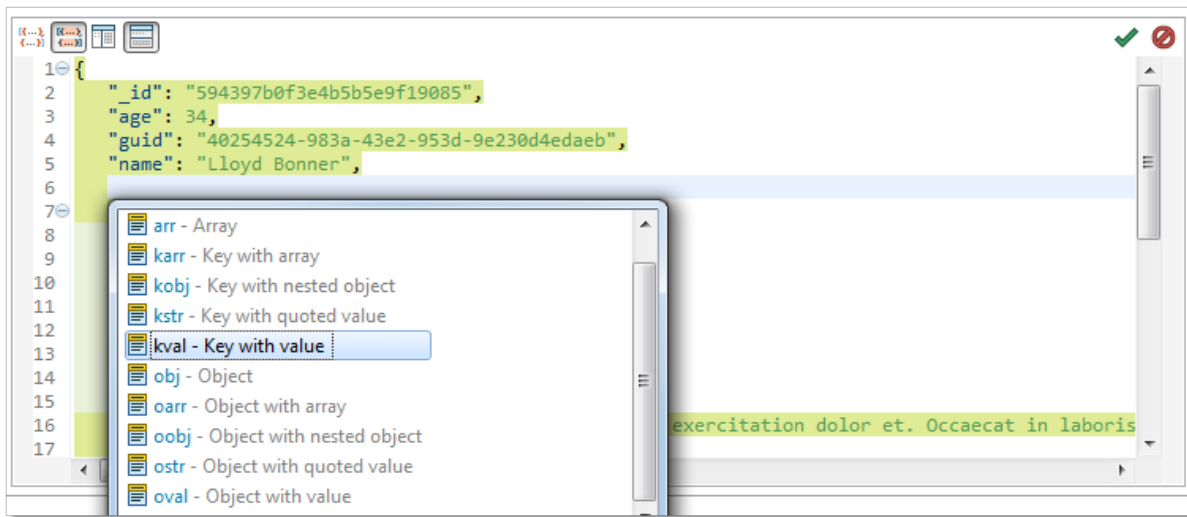 1 {
2 "_id": "594397b0f3e4b5b5e9f19085",
3 "age": 34,
4 "guid": "40254524-983a-43e2-953d-9e230d4edaeb",
5 "name": "Lloyd Bonner",
6
7
arr - Array
8
karr - Key with array
9
10
kobj - Key with nested object
11
kstr - Key with quoted value
12
kval - Key with value
13
14
obj - Object
15
oarr - Object with array
16 exercitation dolor et. Occaecat in laboris
oobj - Object with nested object
17
ostr - Object with quoted value
oval - Object with value